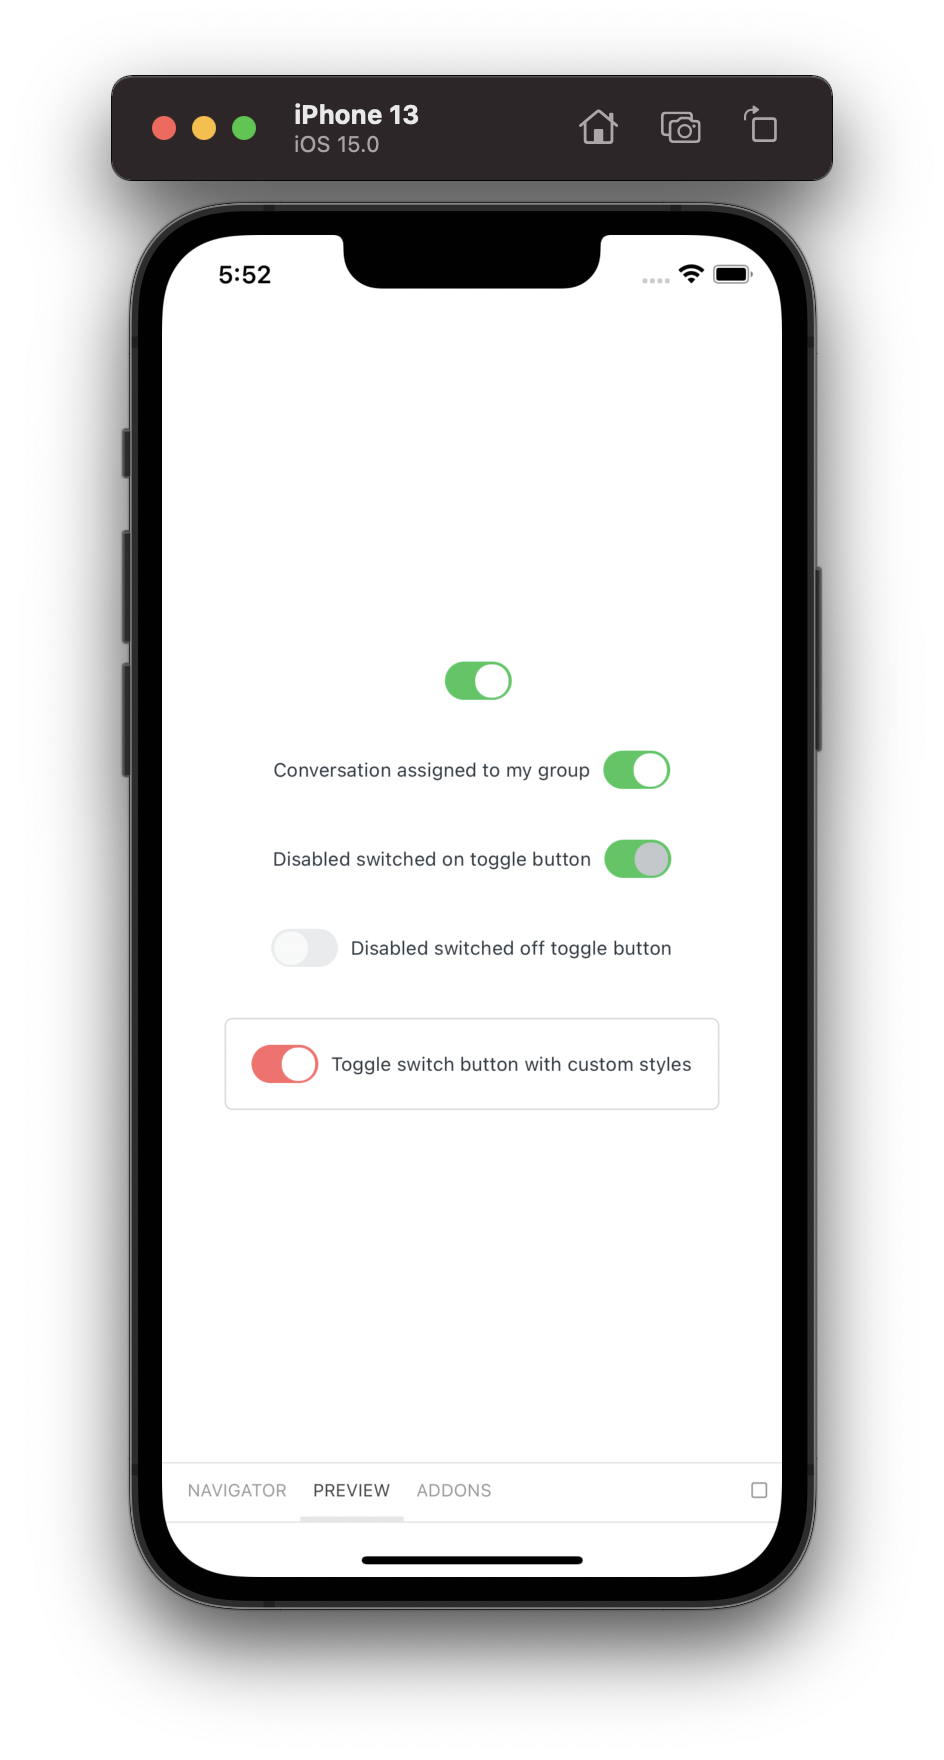 iPhone 13
iOS 15.0
5:52
Conversation assigned to my group
Disabled switched on toggle button
Disabled switched off toggle button
Toggle switch button with custom styles
NAVIGATOR PREVIEW ADDONS